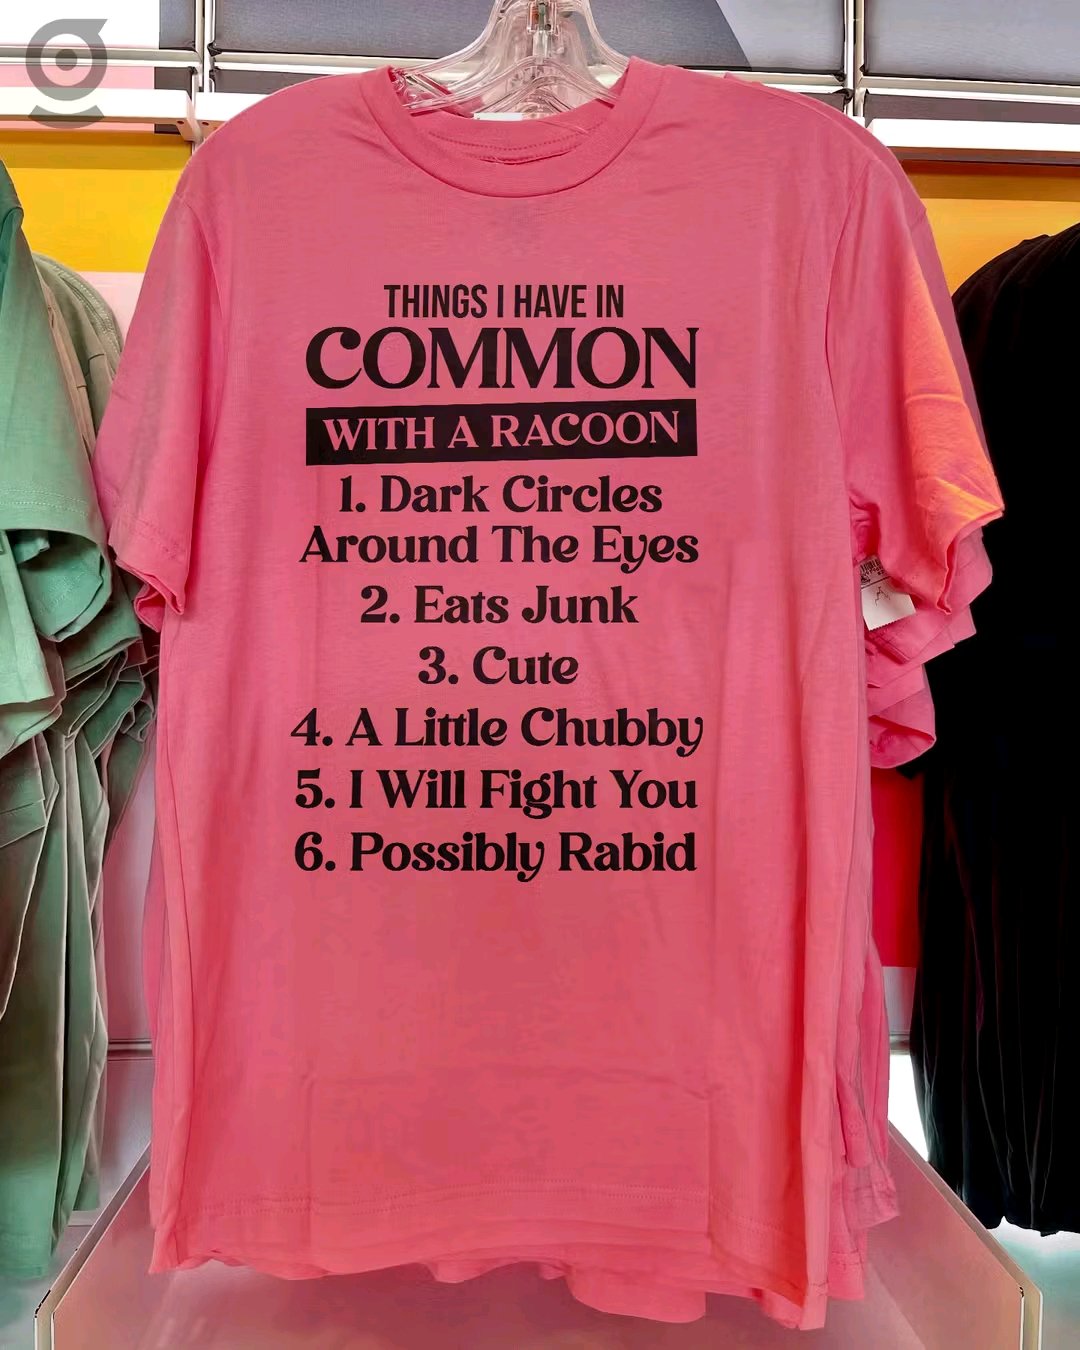 THINGS I HAVE IN
COMMON
WITH A RACOON
1. Dark Circles
Around The Eyes
2. Eats Junk
3. Cute
4. A Little Chubby
5. I Will Fight You
6. Possibly Rabid